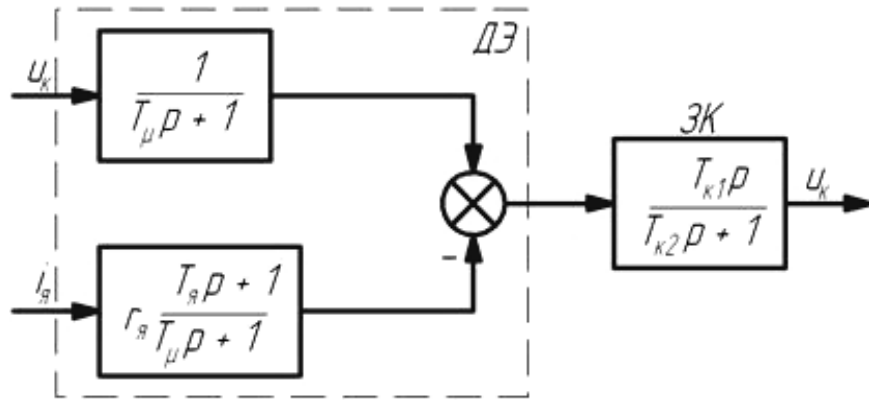 ДЭ
u_к
1
T_μ p + 1
ЗК
T_к1 p
T_к2 p + 1
u_к
-
i_я
r_я
T_я p + 1
T_μ p + 1